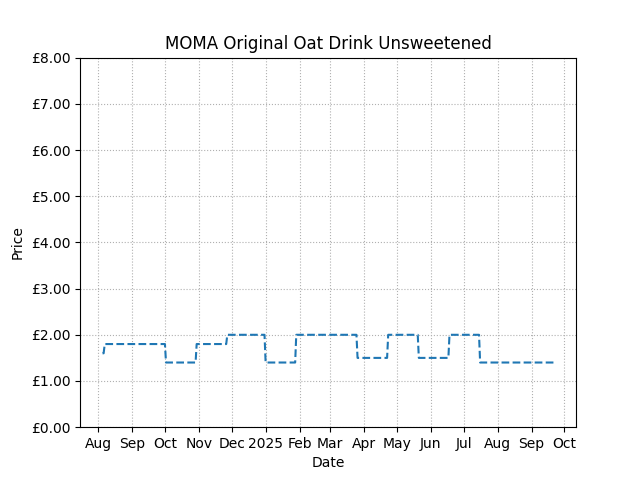 MOMA Original Oat Drink Unsweetened
£8.00
£7.00
£6.00
£5.00
£4.00
£3.00
£2.00
£1.00
£0.00
Price
Aug Sep Oct Nov Dec 2025 Feb Mar Apr May Jun Jul Aug Sep Oct
Date